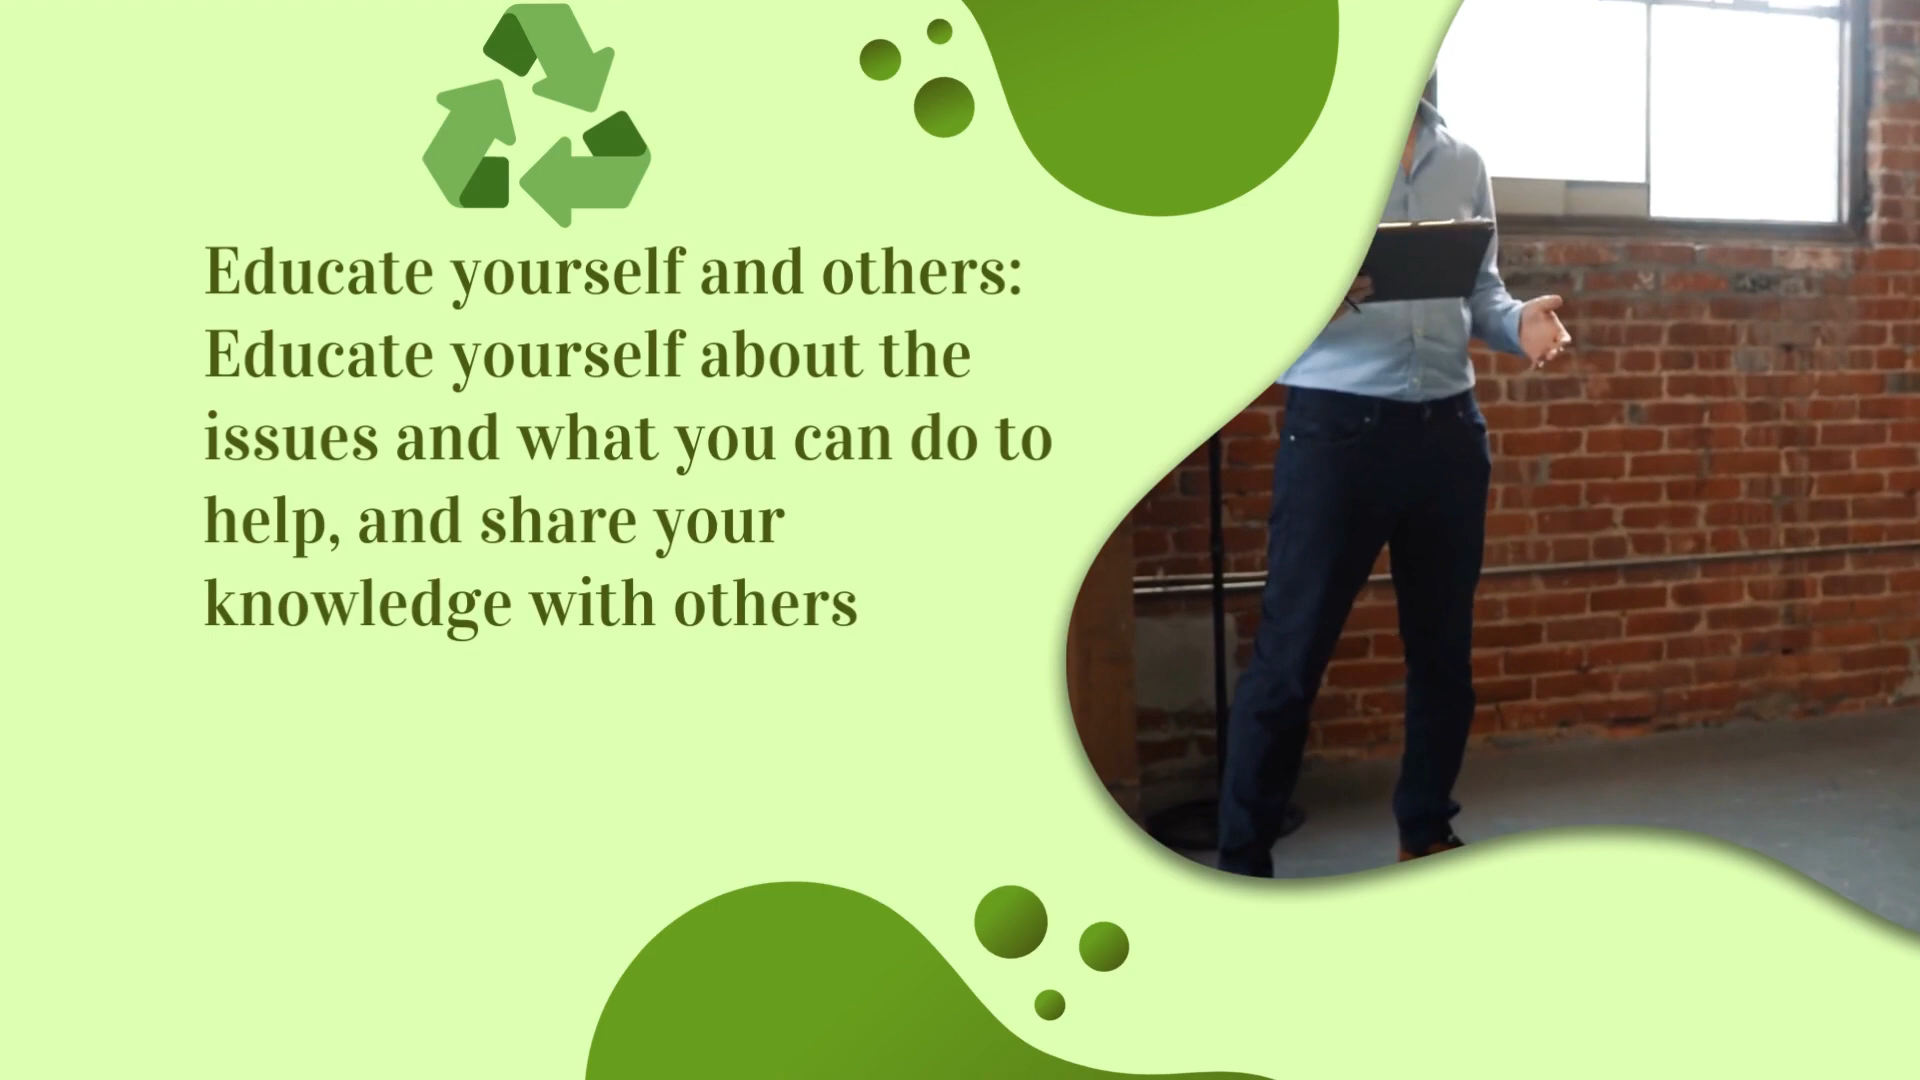 Educate yourself and others:
Educate yourself about the
issues and what you can do to
help, and share your
knowledge with others